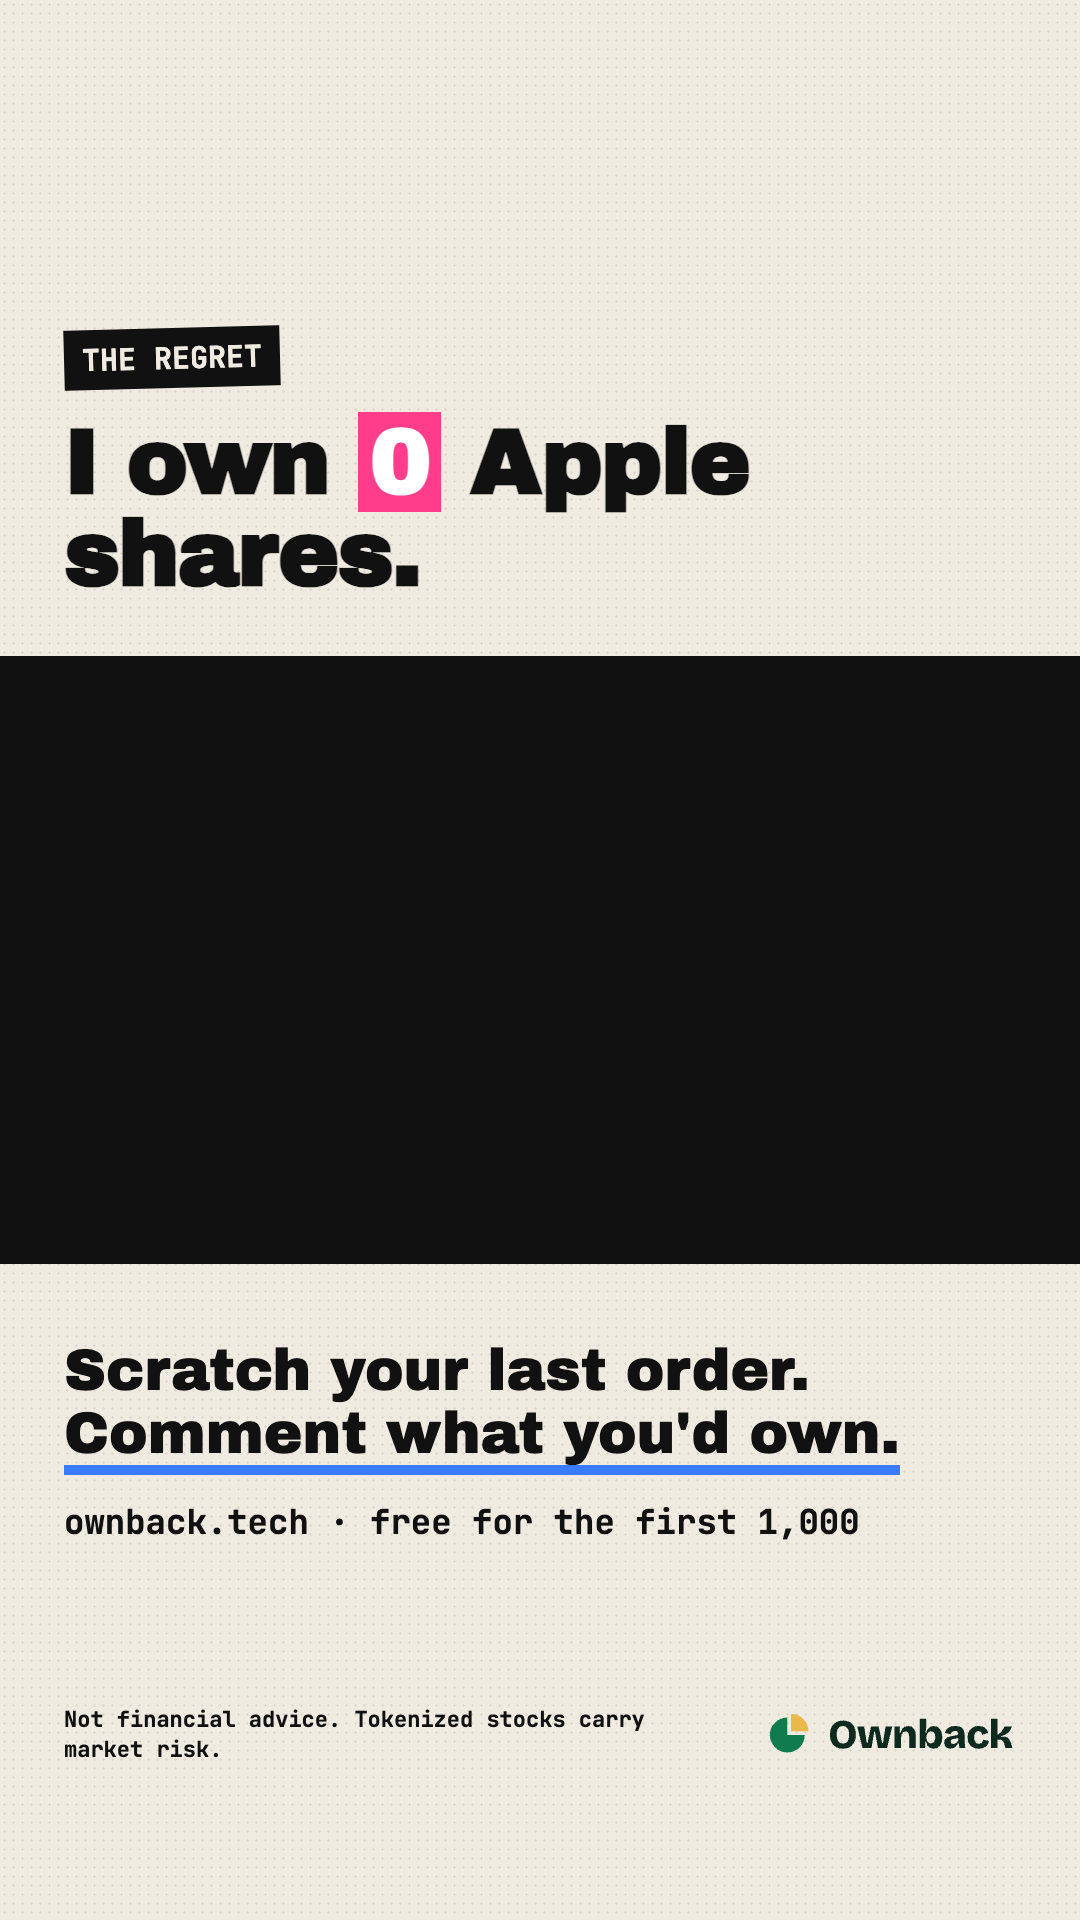 THE REGRET
I own 0 Apple
shares.
Scratch your last order.
Comment what you'd own.
ownback.tech · free for the first 1,000
Not financial advice. Tokenized stocks carry
market risk.
Ownback